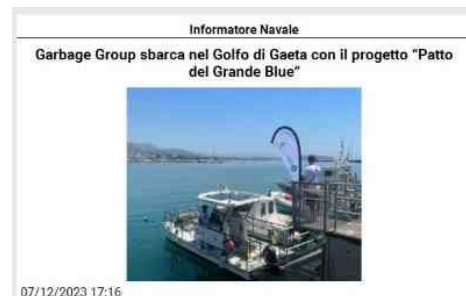 Informatore Navale
Garbage Group sbarca nel Golfo di Gaeta con il progetto “Patto
del Grande Blue”
07/12/2023 17:16